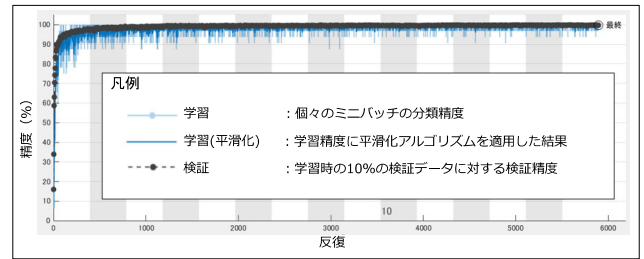 100
90
80
70
60
50
40
30
20
10
0
精度（%）
最終
凡例
学習 ：個々のミニバッチの分類精度
学習(平滑化) ：学習精度に平滑化アルゴリズムを適用した結果
検証 ：学習時の10%の検証データに対する検証精度
10
0 1000 2000 3000 4000 5000 6000
反復